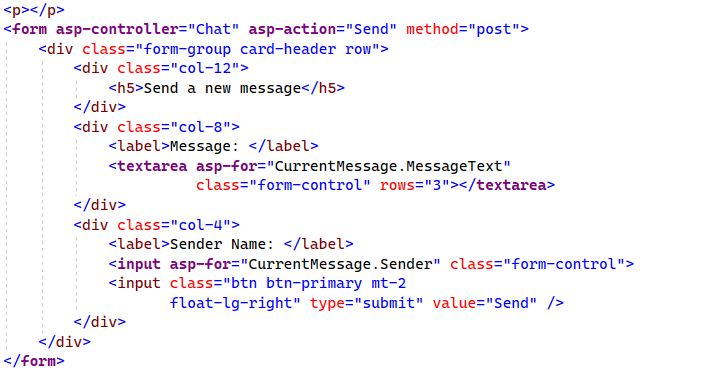 <p></p>
<form asp-controller="Chat" asp-action="Send" method="post">
    <div class="form-group card-header row">
        <div class="col-12">
            <h5>Send a new message</h5>
        </div>
        <div class="col-8">
            <label>Message: </label>
            <textarea asp-for="CurrentMessage.MessageText"
                      class="form-control" rows="3"></textarea>
        </div>
        <div class="col-4">
            <label>Sender Name: </label>
            <input asp-for="CurrentMessage.Sender" class="form-control">
            <input class="btn btn-primary mt-2
                   float-lg-right" type="submit" value="Send" />
        </div>
    </div>
</form>